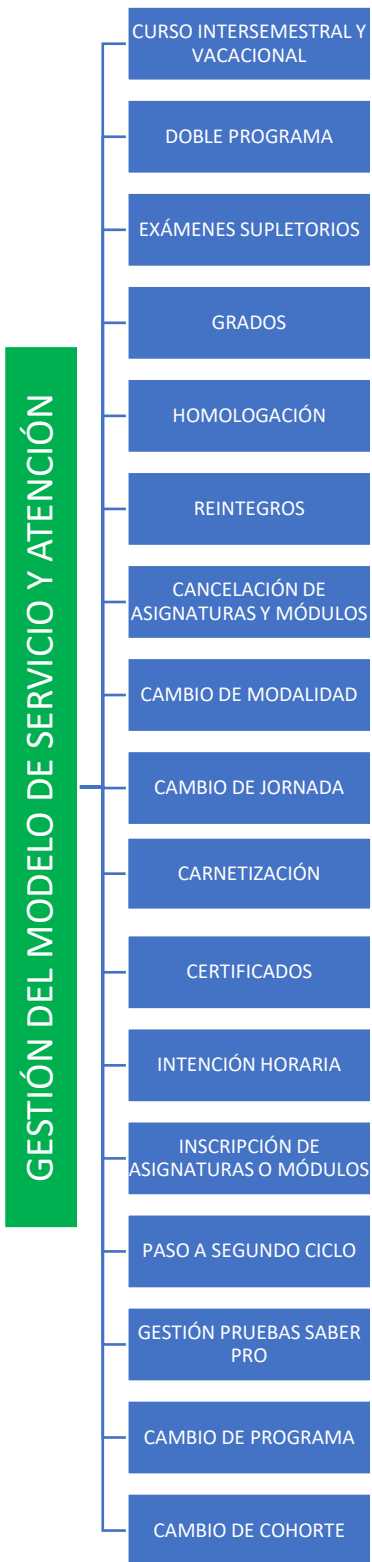 GESTIÓN DEL MODELO DE SERVICIO Y ATENCIÓN
CURSO INTERSEMESTRAL Y
VACACIONAL
DOBLE PROGRAMA
EXÁMENES SUPLETORIOS
GRADOS
HOMOLOGACIÓN
REINTEGROS
CANCELACIÓN DE
ASIGNATURAS Y MÓDULOS
CAMBIO DE MODALIDAD
CAMBIO DE JORNADA
CARNETIZACIÓN
CERTIFICADOS
INTENCIÓN HORARIA
INSCRIPCIÓN DE
ASIGNATURAS O MÓDULOS
PASO A SEGUNDO CICLO
GESTIÓN PRUEBAS SABER
PRO
CAMBIO DE PROGRAMA
CAMBIO DE COHORTE